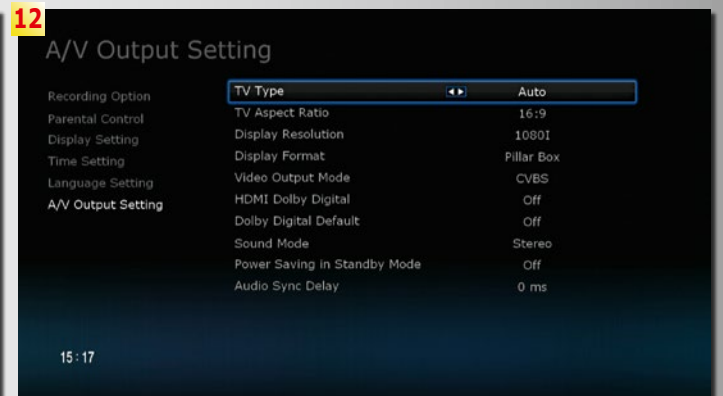 12
A/V Output Setting
Recording Option
Parental Control
Display Setting
Time Setting
Language Setting
A/V Output Setting
TV Type Auto
TV Aspect Ratio 16:9
Display Resolution 1080I
Display Format Pillar Box
Video Output Mode CVBS
HDMI Dolby Digital Off
Dolby Digital Default Off
Sound Mode Stereo
Power Saving in Standby Mode Off
Audio Sync Delay 0 ms
15:17